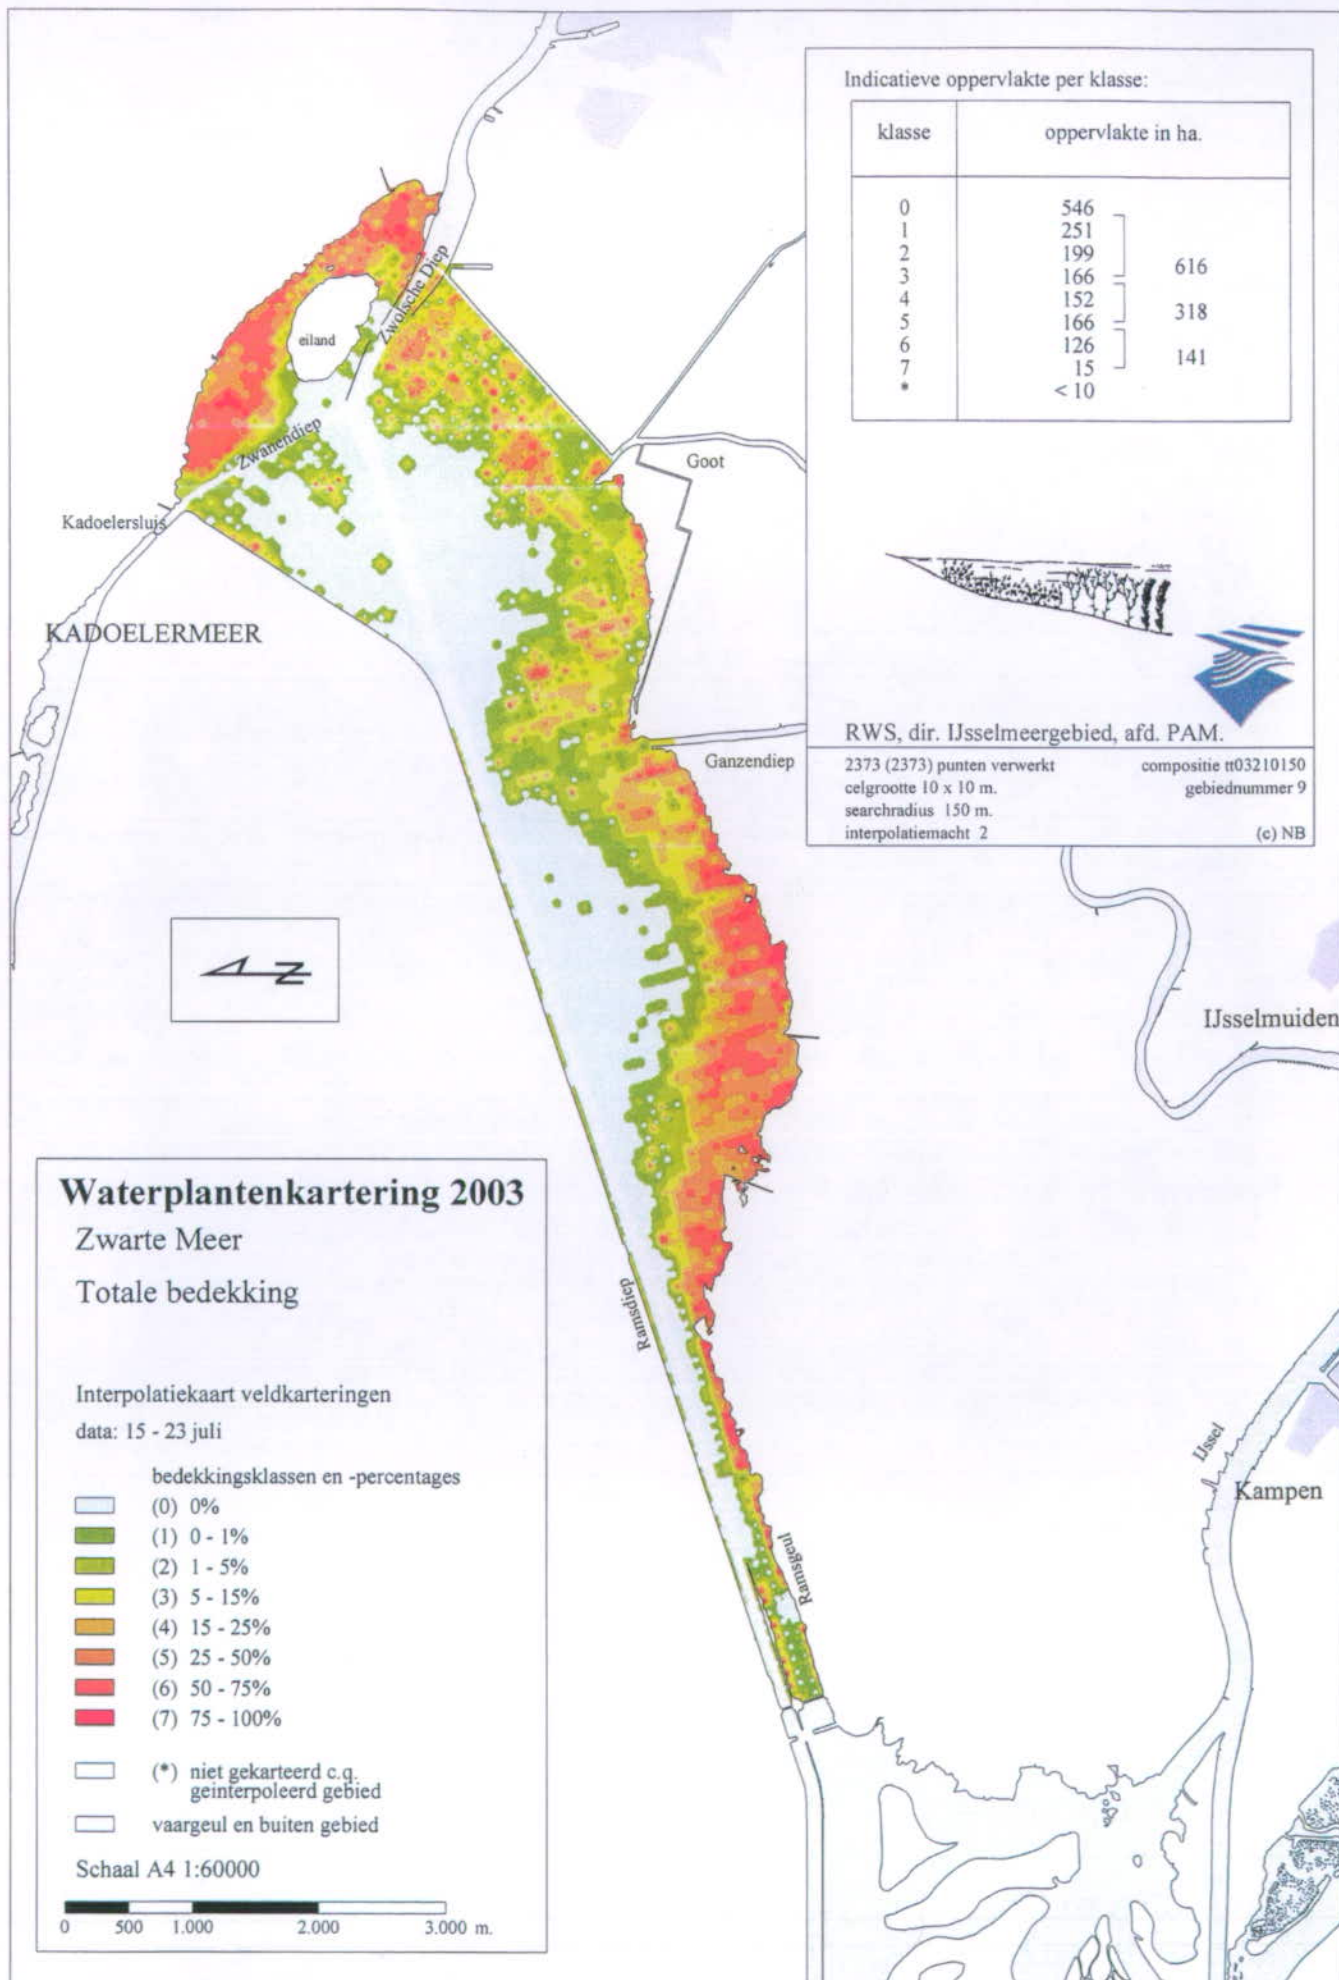 Indicatieve oppervlakte per klasse:
klasse oppervlakte in ha.
0 546
1 251
2 199
3 166 616
4 152
5 166 318
6 126
7 15 141
* < 10
RWS, dir. IJsselmeergebied, afd. PAM.
2373 (2373) punten verwerkt compositie tt03210150
celgrootte 10 x 10 m. gebiednummer 9
searchradius 150 m.
interpolatiemacht 2 (c) NB
Zwolsche Diep
eiland
Zwanendiep
Goot
Kadoelersluis
KADOELERMEER
Ganzendiep
N
IJsselmuiden
Ramsdiep
Ramsgeul
IJssel
Kampen
Waterplantenkartering 2003
Zwarte Meer
Totale bedekking
Interpolatiekaart veldkarteringen
data: 15 - 23 juli
bedekkingsklassen en -percentages
(0) 0%
(1) 0 - 1%
(2) 1 - 5%
(3) 5 - 15%
(4) 15 - 25%
(5) 25 - 50%
(6) 50 - 75%
(7) 75 - 100%
(*) niet gekarteerd c.q.
geinterpoleerd gebied
vaargeul en buiten gebied
Schaal A4 1:60000
0 500 1.000 2.000 3.000 m.